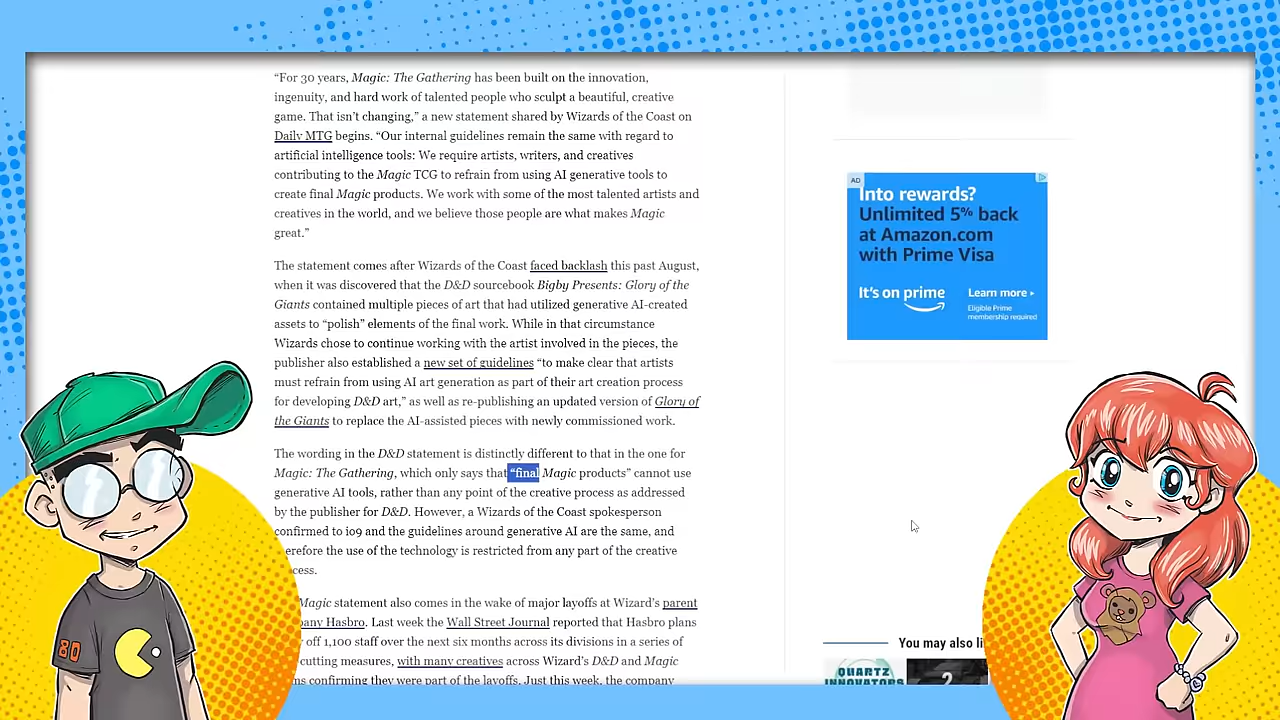 “For 30 years, Magic: The Gathering has been built on the innovation,
ingenuity, and hard work of talented people who sculpt a beautiful, creative
game. That isn’t changing,” a new statement shared by Wizards of the Coast on
Daily MTG begins. “Our internal guidelines remain the same with regard to
artificial intelligence tools: We require artists, writers, and creatives
contributing to the Magic TCG to refrain from using AI generative tools to
create final Magic products. We work with some of the most talented artists and
creatives in the world, and we believe those people are what makes Magic
great.”
The statement comes after Wizards of the Coast faced backlash this past August,
when it was discovered that the D&D sourcebook Bigby Presents: Glory of the
Giants contained multiple pieces of art that had utilized generative AI-created
assets to “polish” elements of the final work. While in that circumstance
Wizards chose to continue working with the artist involved in the pieces, the
publisher also established a new set of guidelines “to make clear that artists
must refrain from using AI art generation as part of their art creation process
for developing D&D art,” as well as re-publishing an updated version of Glory of
the Giants to replace the AI-assisted pieces with newly commissioned work.
The wording in the D&D statement is distinctly different to that in the one for
Magic: The Gathering, which only says that “final Magic products” cannot use
generative AI tools, rather than any point of the creative process as addressed
by the publisher for D&D. However, a Wizards of the Coast spokesperson
confirmed to io9 and the guidelines around generative AI are the same, and
herefore the use of the technology is restricted from any part of the creative
cess.
Magic statement also comes in the wake of major layoffs at Wizard’s parent
pany Hasbro. Last week the Wall Street Journal reported that Hasbro plans
off 1,100 staff over the next six months across its divisions in a series of
cutting measures, with many creatives across Wizard’s D&D and Magic
ns confirming they were part of the layoffs. Just this week, the company
AD
Into rewards?
Unlimited 5% back
at Amazon.com
with Prime Visa
It’s on prime
Learn more
Eligible Prime
membership required
You may also li
QUARTZ
INNOVATORS
2
80